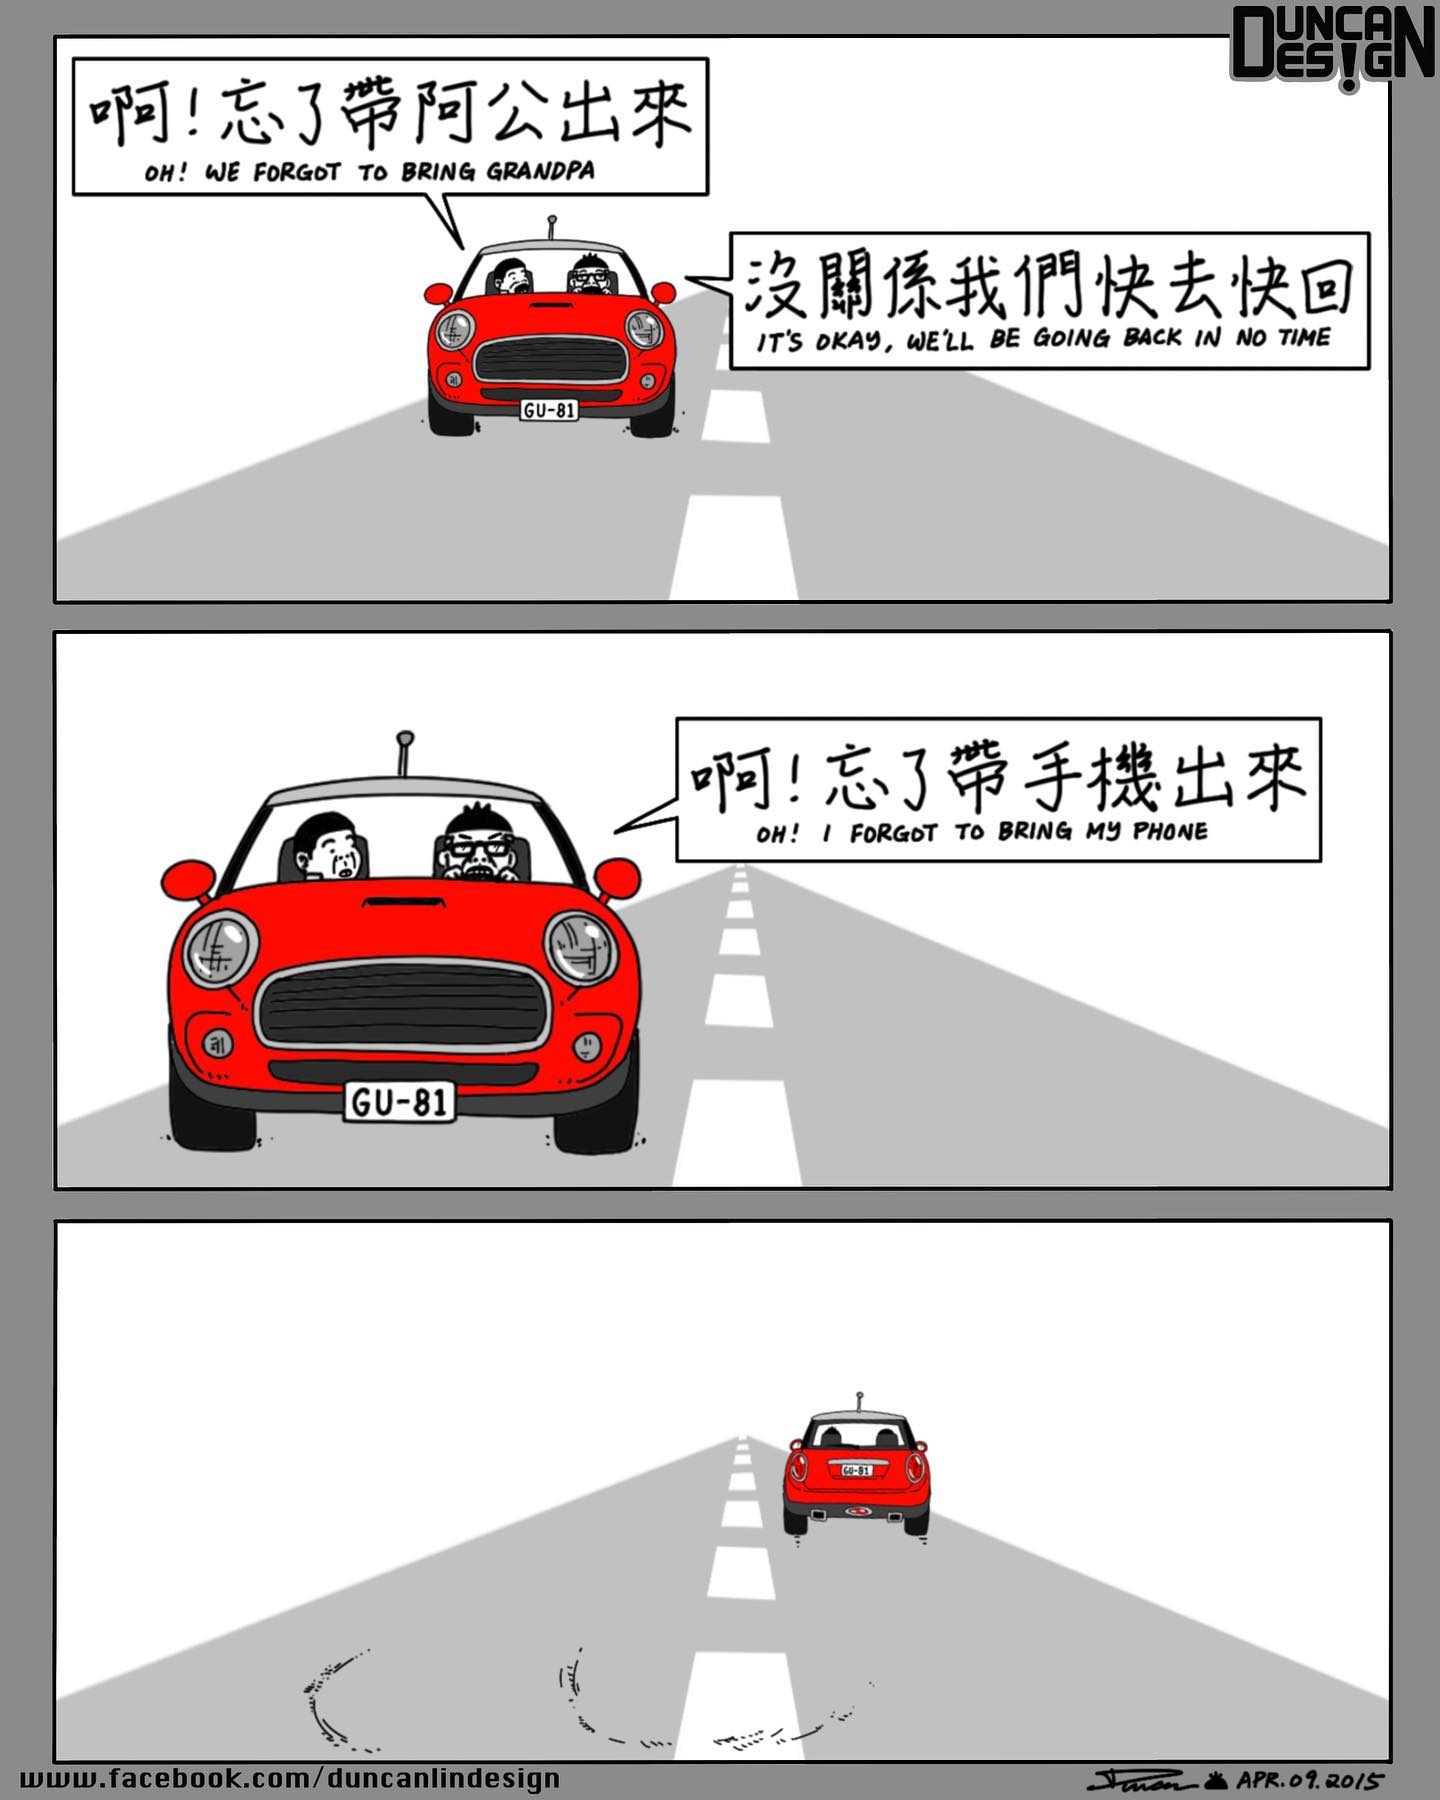 DUNCAN
DES!GN
啊!忘了帶阿公出來
OH! WE FORGOT TO BRING GRANDPA
沒關係我們快去快回
IT'S OKAY, WE'LL BE GOING BACK IN NO TIME
GU-81
啊!忘了帶手機出來
OH! I FORGOT TO BRING MY PHONE
GU-81
GU-81
www.facebook.com/duncanlindesign
APR.09.2015